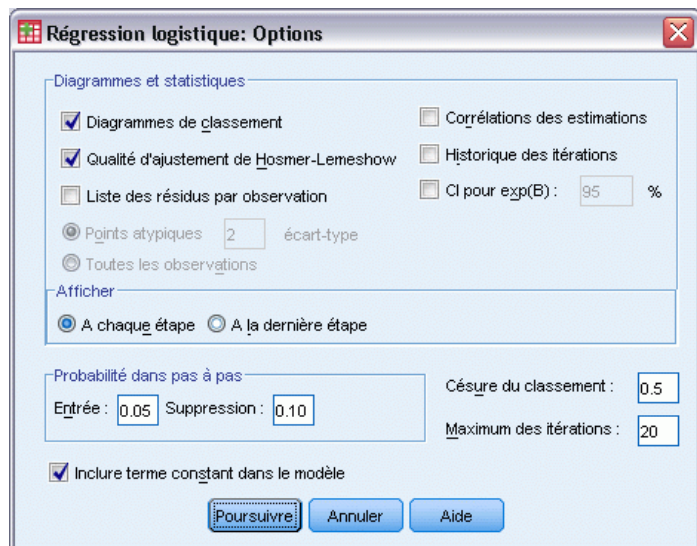 Régression logistique: Options
Diagrammes et statistiques
Diagrammes de classement
Corrélations des estimations
Qualité d'ajustement de Hosmer-Lemeshow
Historique des itérations
Liste des résidus par observation
CI pour exp(B) : 95 %
Points atypiques 2 écart-type
Toutes les observations
Afficher
A chaque étape A la dernière étape
Probabilité dans pas à pas
Entrée : 0.05 Suppression : 0.10
Césure du classement : 0.5
Maximum des itérations : 20
Inclure terme constant dans le modèle
Poursuivre Annuler Aide